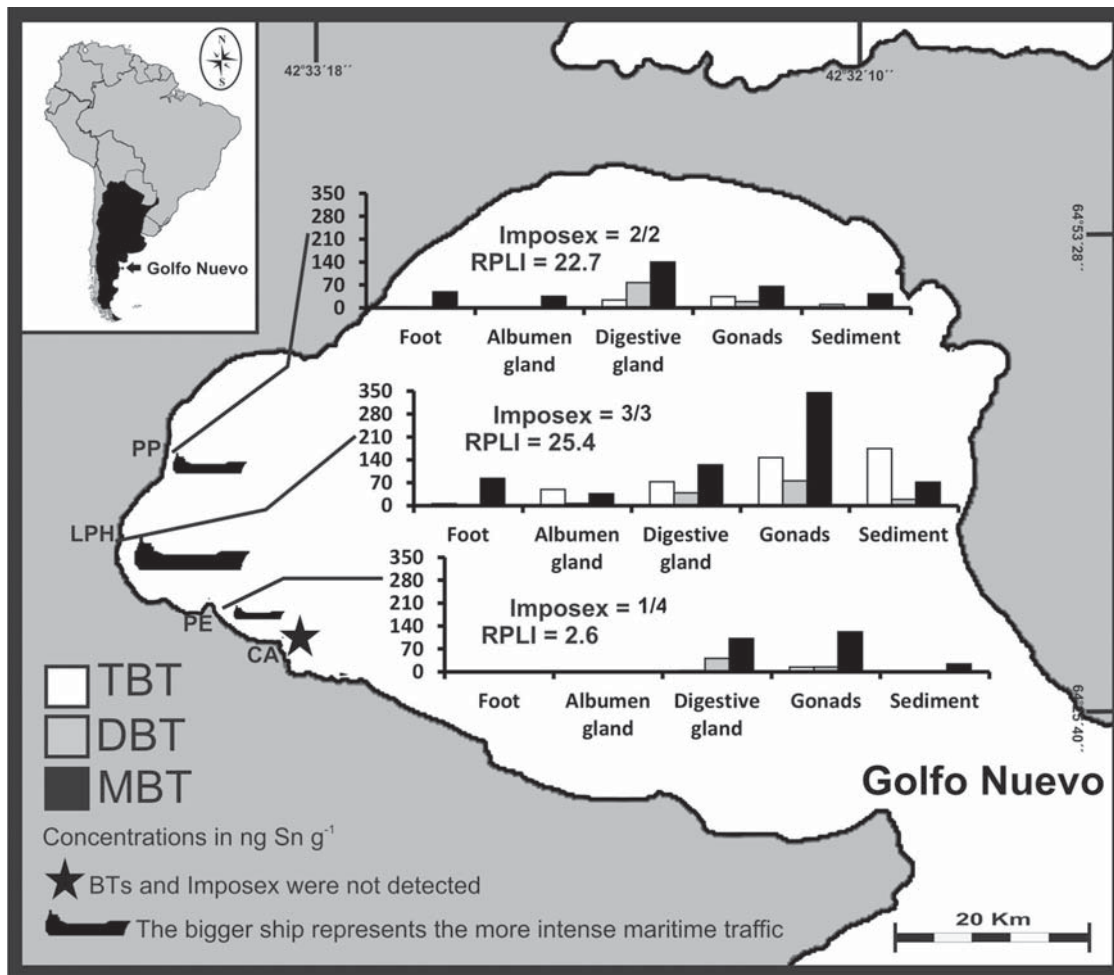 N
S
Golfo Nuevo
42°33´18´´
42°32´10´´
64°53´28´´
350
280
210
140
70
0
Imposex = 2/2
RPLI = 22.7
Foot
Albumen gland
Digestive gland
Gonads
Sediment
PP
350
280
210
140
70
0
Imposex = 3/3
RPLI = 25.4
Foot
Albumen gland
Digestive gland
Gonads
Sediment
LPH
350
280
210
140
70
0
Imposex = 1/4
RPLI = 2.6
Foot
Albumen gland
Digestive gland
Gonads
Sediment
PE
CA
TBT
DBT
MBT
Concentrations in ng Sn g⁻¹
BTs and Imposex were not detected
The bigger ship represents the more intense maritime traffic
Golfo Nuevo
20 Km